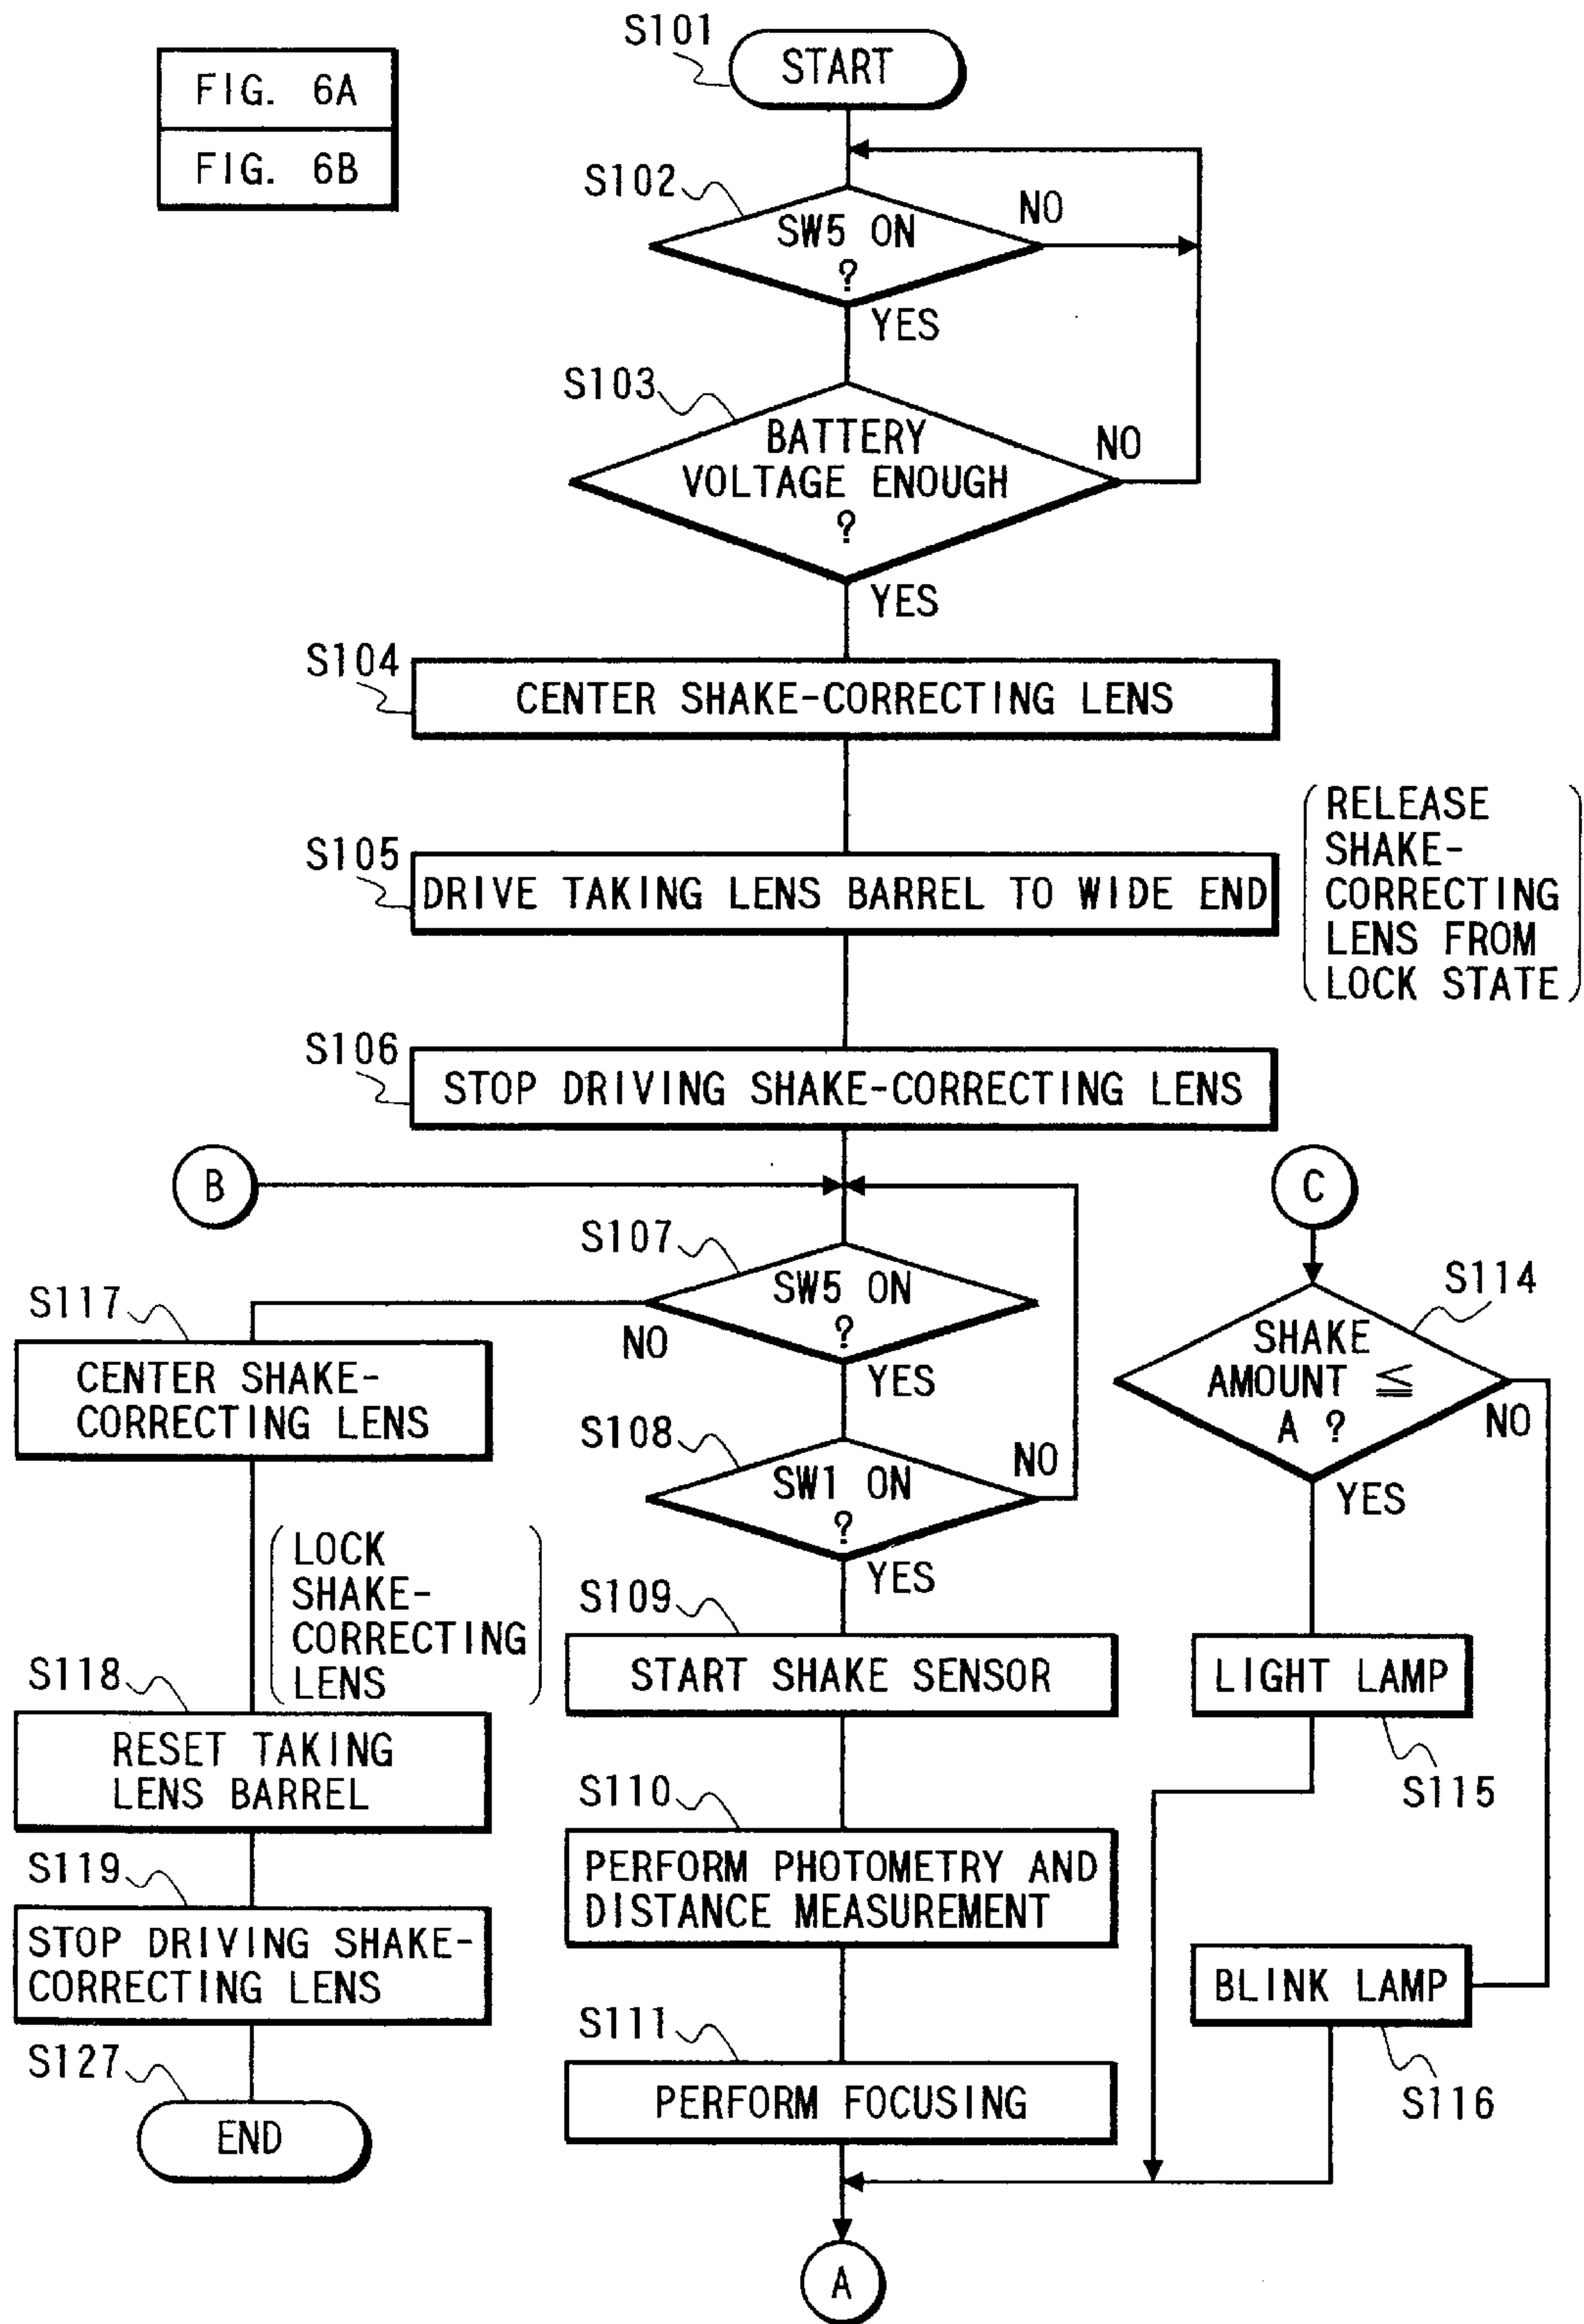 FIG. 6A
FIG. 6B
S101
START
S102
SW5 ON
?
NO
YES
S103
BATTERY
VOLTAGE ENOUGH
?
NO
YES
S104
CENTER SHAKE-CORRECTING LENS
S105
DRIVE TAKING LENS BARREL TO WIDE END
RELEASE
SHAKE-
CORRECTING
LENS FROM
LOCK STATE
S106
STOP DRIVING SHAKE-CORRECTING LENS
B
S107
SW5 ON
?
NO
YES
S108
SW1 ON
?
NO
YES
S109
START SHAKE SENSOR
S110
PERFORM PHOTOMETRY AND
DISTANCE MEASUREMENT
S111
PERFORM FOCUSING
A
S117
CENTER SHAKE-
CORRECTING LENS
LOCK
SHAKE-
CORRECTING
LENS
S118
RESET TAKING
LENS BARREL
S119
STOP DRIVING SHAKE-
CORRECTING LENS
S127
END
C
S114
SHAKE
AMOUNT ≦
A ?
NO
YES
LIGHT LAMP
S115
BLINK LAMP
S116